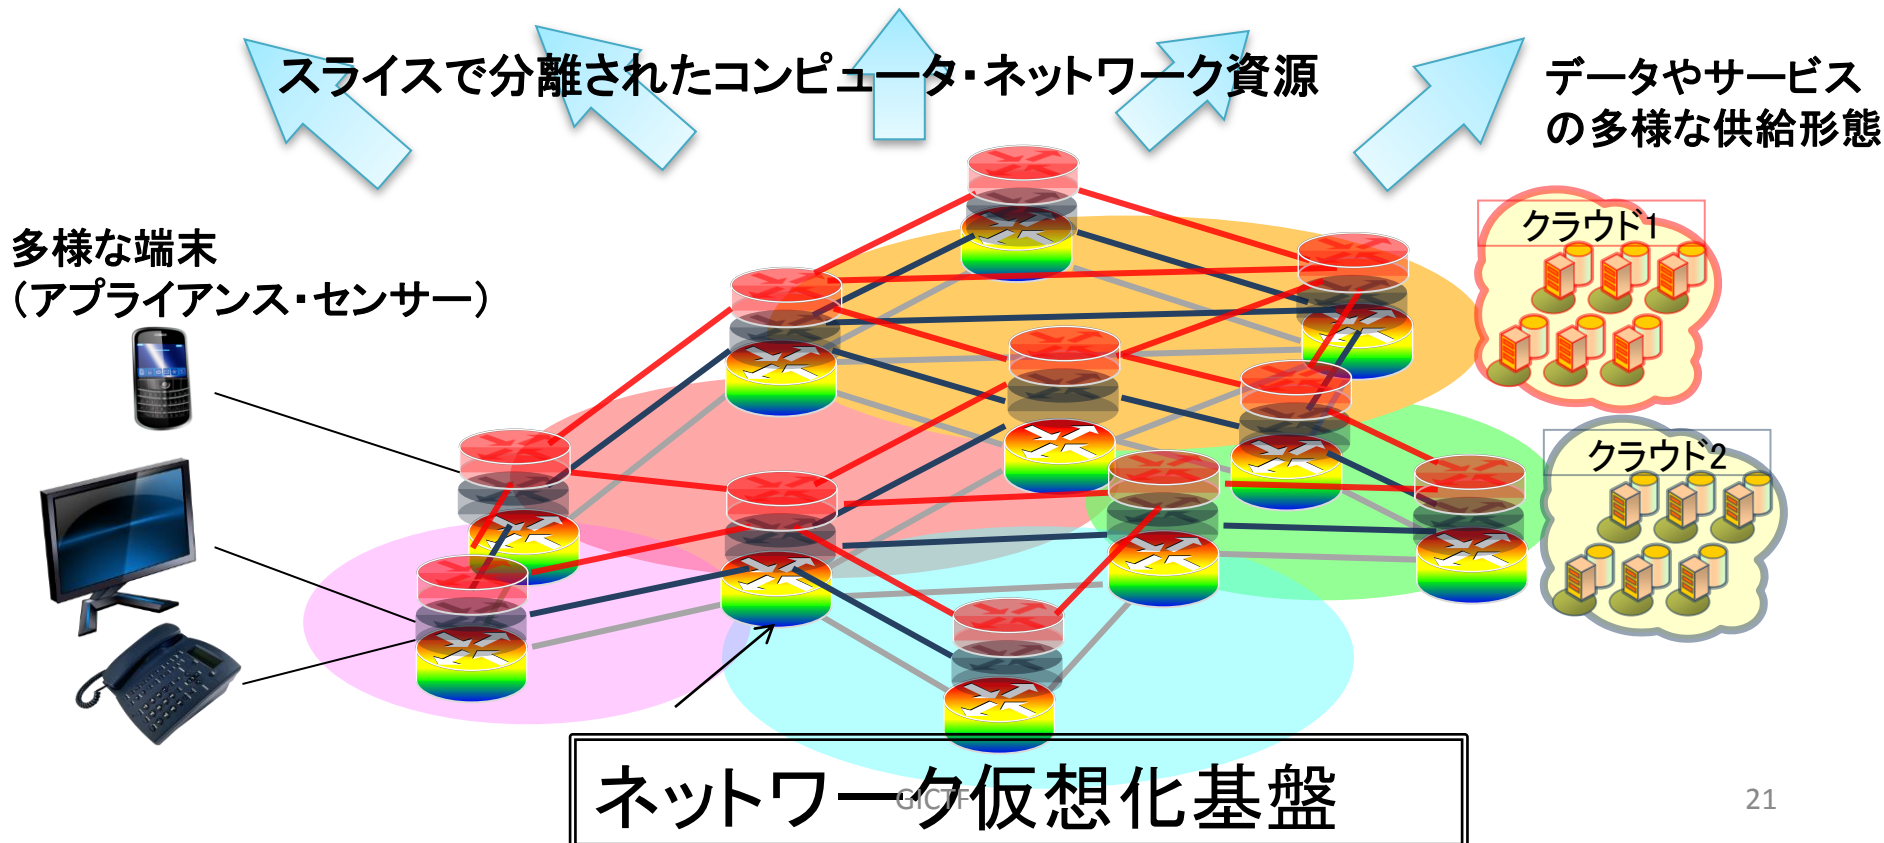 スライスで分離されたコンピュータ・ネットワーク資源
データやサービス
の多様な供給形態
多様な端末
（アプライアンス・センサー）
クラウド1
クラウド2
ネットワーク仮想化基盤
GICTF
21